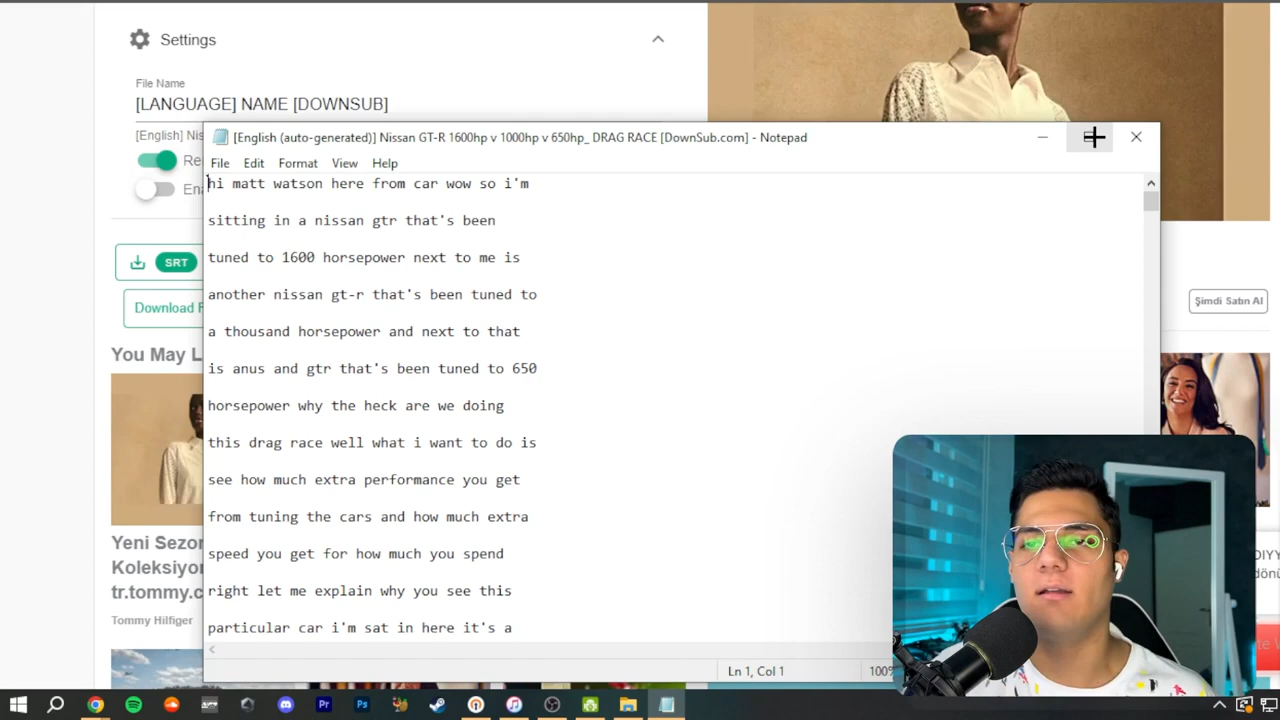 Settings
File Name
[LANGUAGE] NAME [DOWNSUB]
[English] Nis
Re
En
SRT
Download F
You May L
Yeni Sezo
Koleksiyo
tr.tommy.c
Tommy Hilfiger
[English (auto-generated)] Nissan GT-R 1600hp v 1000hp v 650hp_ DRAG RACE [DownSub.com] - Notepad
File Edit Format View Help
hi matt watson here from car wow so i'm
sitting in a nissan gtr that's been
tuned to 1600 horsepower next to me is
another nissan gt-r that's been tuned to
a thousand horsepower and next to that
is anus and gtr that's been tuned to 650
horsepower why the heck are we doing
this drag race well what i want to do is
see how much extra performance you get
from tuning the cars and how much extra
speed you get for how much you spend
right let me explain why you see this
particular car i'm sat in here it's a
Ln 1, Col 1
100%
Şimdi Satın Al
DIYY
dönü
Pr
Ps